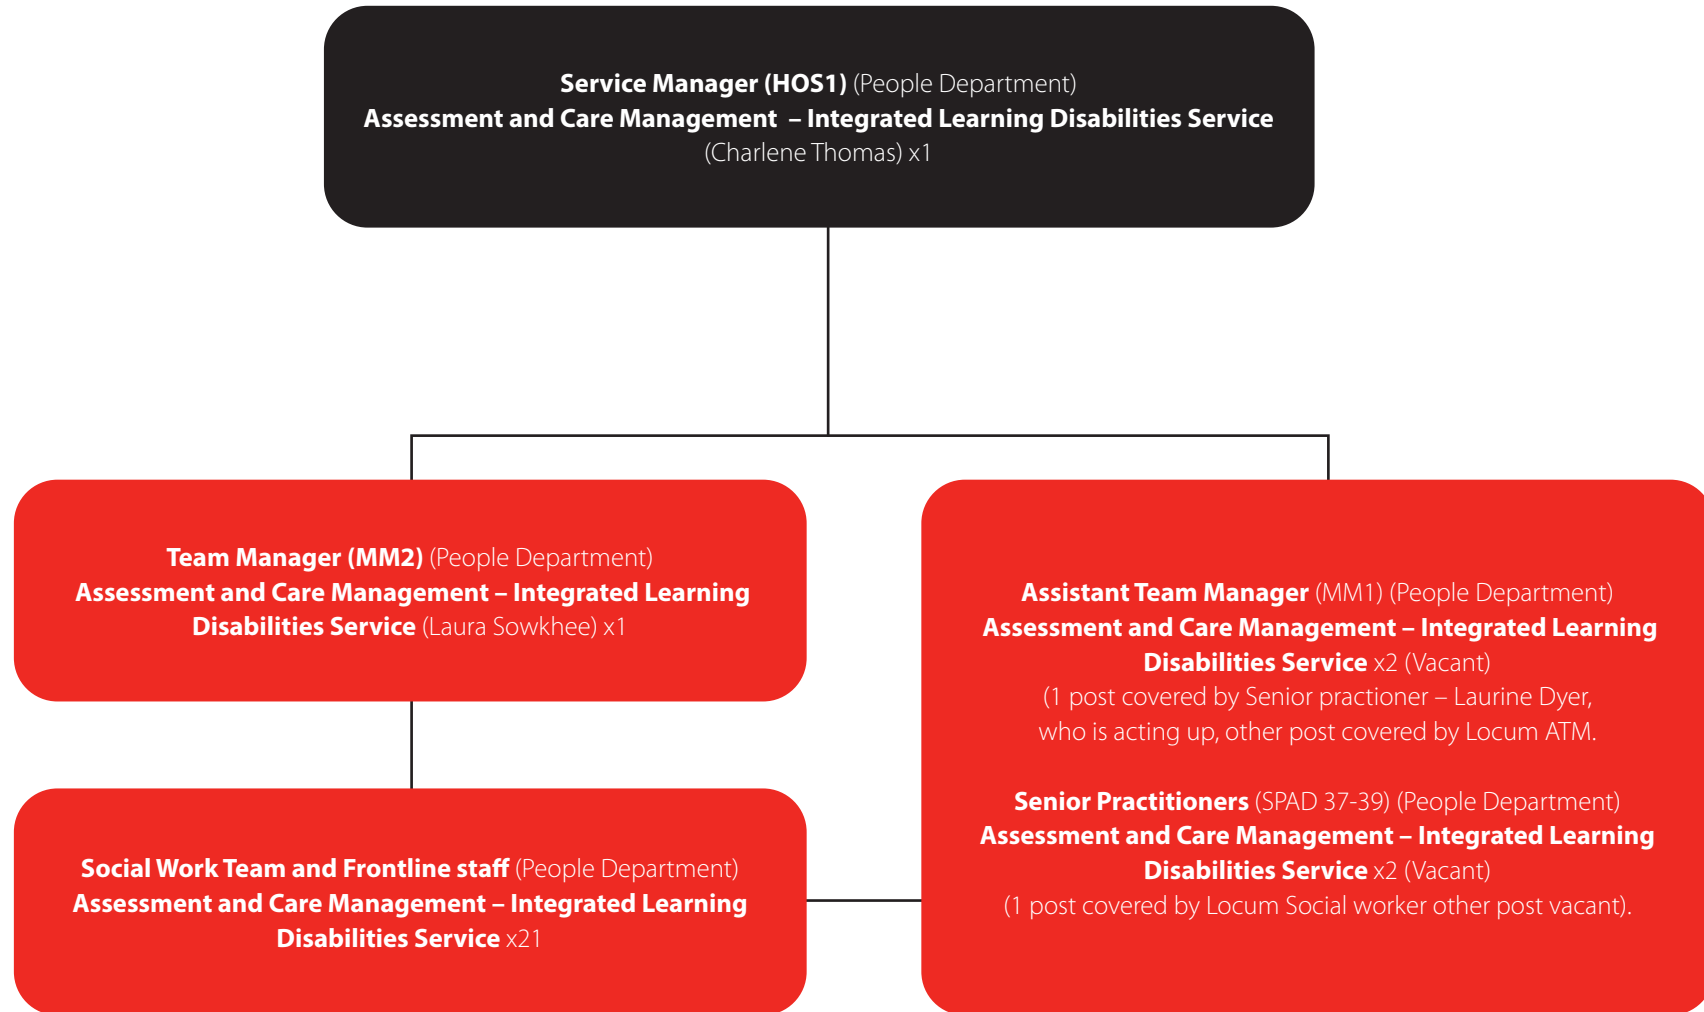 Service Manager (HOS1) (People Department)
Assessment and Care Management – Integrated Learning Disabilities Service
(Charlene Thomas) x1
Team Manager (MM2) (People Department)
Assessment and Care Management – Integrated Learning
Disabilities Service (Laura Sowkhee) x1
Social Work Team and Frontline staff (People Department)
Assessment and Care Management – Integrated Learning
Disabilities Service x21
Assistant Team Manager (MM1) (People Department)
Assessment and Care Management – Integrated Learning
Disabilities Service x2 (Vacant)
(1 post covered by Senior practioner – Laurine Dyer,
who is acting up, other post covered by Locum ATM.
Senior Practitioners (SPAD 37-39) (People Department)
Assessment and Care Management – Integrated Learning
Disabilities Service x2 (Vacant)
(1 post covered by Locum Social worker other post vacant).